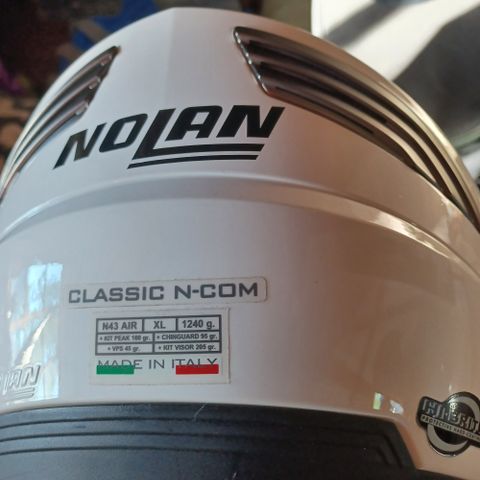 NOLAN
CLASSIC N-COM
N43 AIR XL 1240 g.
+ KIT PEAK 100 gr. + CHINGUARD 95 gr.
+ VPS 45 gr. + KIT VISOR 205 gr.
MADE IN ITALY